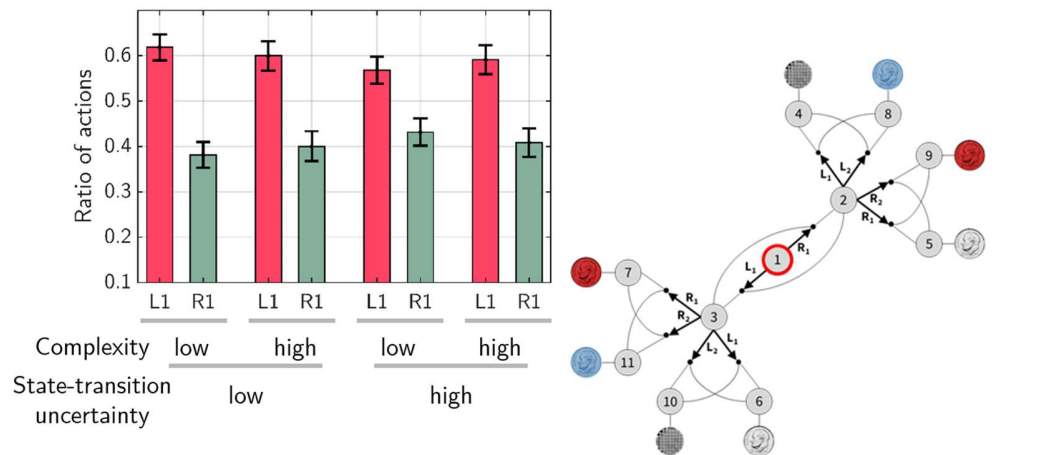 Ratio of actions
0.6
0.5
0.4
0.3
0.2
0.1
L1 R1 L1 R1 L1 R1 L1 R1
Complexity low high low high
State-transition
uncertainty
low high
4 8
L1 L2
9
2
R2
R1
5
1
R1
L1
7
R1
R2
3
11
L2 L1
10 6